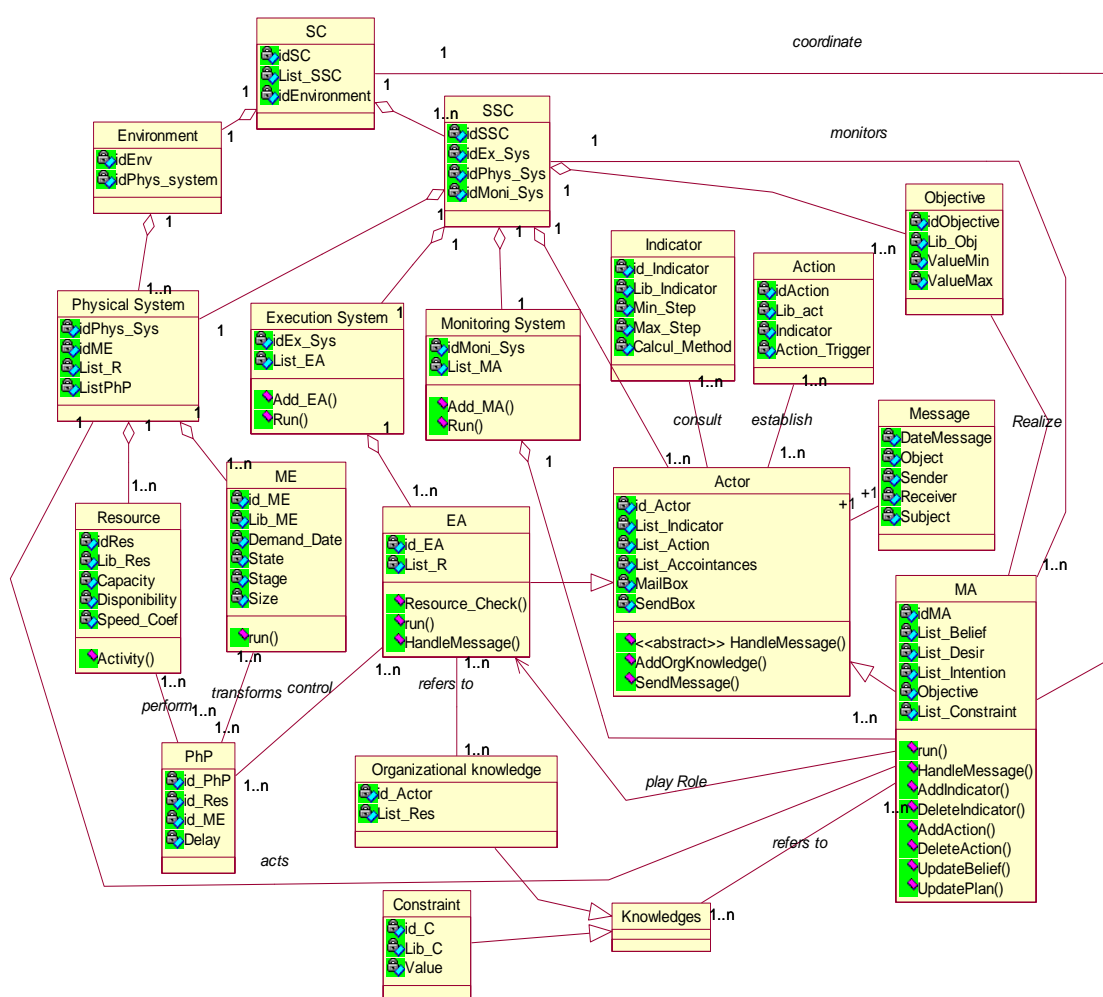 SC
idSC
List_SSC
idEnvironment
1
coordinate
1
1
1..n
SSC
idSSC
idEx_Sys
idPhys_Sys
idMoni_Sys
1
monitors
1
1
1
1
1
Environment
idEnv
idPhys_system
1
1
1..n
Objective
idObjective
Lib_Obj
ValueMin
ValueMax
1..n
Indicator
id_Indicator
Lib_Indicator
Min_Step
Max_Step
Calcul_Method
Action
idAction
Lib_act
Indicator
Action_Trigger
Physical System
idPhys_Sys
idME
List_R
ListPhP
1
1
1
1
Execution System
idEx_Sys
List_EA
Add_EA()
Run()
1
1
Monitoring System
idMoni_Sys
List_MA
Add_MA()
Run()
1
1
1..n
consult
1..n
establish
1..n
1..n
Message
DateMessage
Object
Sender
Receiver
Subject
Realize
+1
+1
Actor
id_Actor
List_Indicator
List_Action
List_Accointances
MailBox
SendBox
<<abstract>> HandleMessage()
AddOrgKnowledge()
SendMessage()
1..n
1..n
Resource
idRes
Lib_Res
Capacity
Disponibility
Speed_Coef
Activity()
1..n
1..n
ME
id_ME
Lib_ME
Demand_Date
State
Stage
Size
run()
1..n
1..n
EA
id_EA
List_R
Resource_Check()
run()
HandleMessage()
1..n
1..n
1..n
MA
idMA
List_Belief
List_Desir
List_Intention
Objective
List_Constraint
run()
HandleMessage()
AddIndicator()
DeleteIndicator()
AddAction()
DeleteAction()
UpdateBelief()
UpdatePlan()
1..n
1..n
perform
transforms
control
refers to
1..n
1..n
1..n
1..n
PhP
id_PhP
id_Res
id_ME
Delay
Organizational knowledge
id_Actor
List_Res
play Role
refers to
acts
Constraint
id_C
Lib_C
Value
Knowledges
1..n